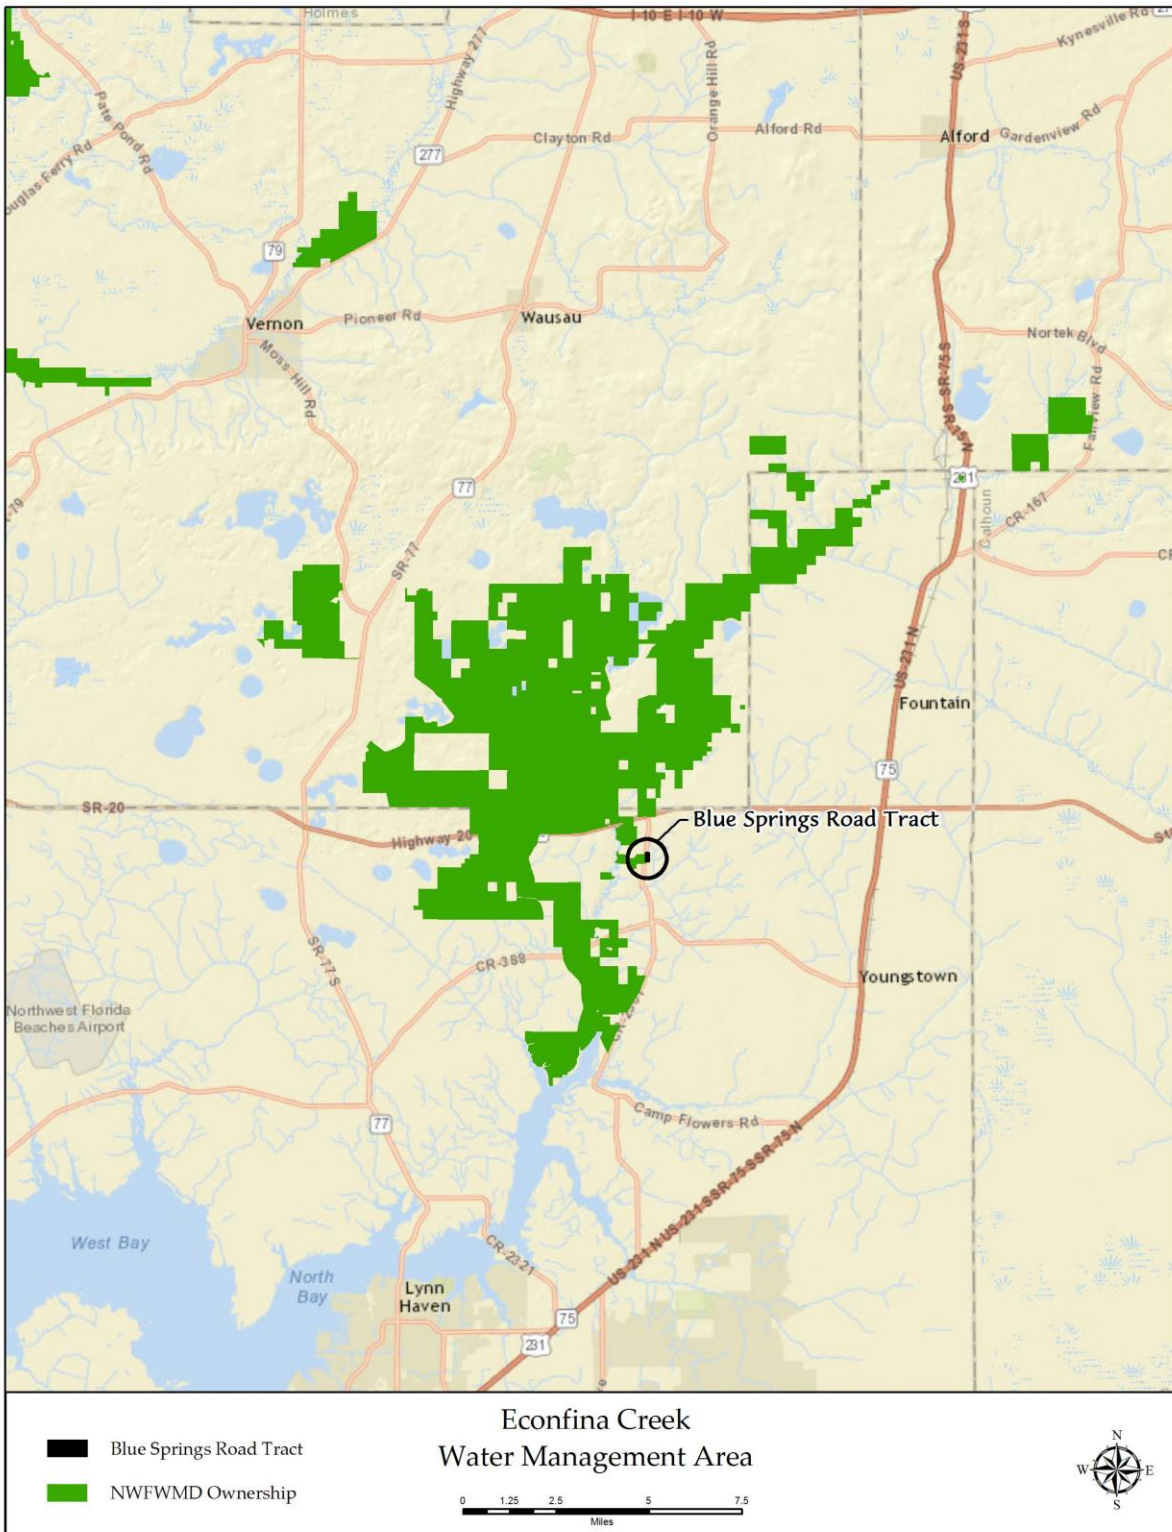 Holmes
I-10 E I-10 W
Kynesville Rd
US-231 S
Highway 277
Orange Hill Rd
Pate Pond Rd
Clayton Rd
Alford Rd
Alford
Gardenview Rd
277
Ferry Rd
79
Vernon
Pioneer Rd
Wausau
Nortek Blvd
Moss Hill Rd
SR-75 S
Fairview Rd
SR-75 N
77
231
Calhoun
CR-167
SR-77
US-231 N
Fountain
75
SR-20
Highway 20
Blue Springs Road Tract
SR-77 S
CR-388
Youngstown
Northwest Florida
Beaches Airport
Camp Flowers Rd
77
US-231 N US-231 S SR-75 S SR-75 N
West Bay
CR-2321
North
Bay
Lynn
Haven
75
231
Econfina Creek
Water Management Area
Blue Springs Road Tract
NWFWMD Ownership
0 1.25 2.5 5 7.5
Miles
N
W E
S